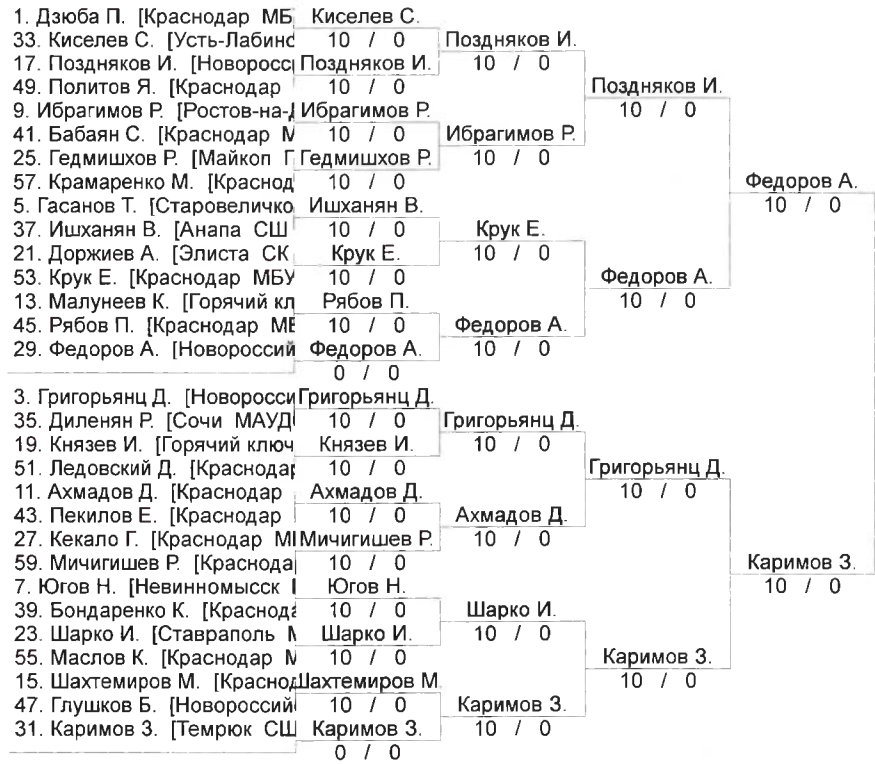 1. Дзюба П. [Краснодар МБ Киселев С.
33. Киселев С. [Усть-Лабинс 10 / 0 Поздняков И.
17. Поздняков И. [Новоросси Поздняков И. 10 / 0
49. Политов Я. [Краснодар 10 / 0 Поздняков И.
9. Ибрагимов Р. [Ростов-на-Д Ибрагимов Р. 10 / 0
41. Бабаян С. [Краснодар М 10 / 0 Ибрагимов Р.
25. Гедмишхов Р. [Майкоп Г Гедмишхов Р. 10 / 0
57. Крамаренко М. [Краснод 10 / 0 Федоров А.
5. Гасанов Т. [Старовеличко Ишханян В. 10 / 0
37. Ишханян В. [Анапа СШ 10 / 0 Крук Е.
21. Доржиев А. [Элиста СК Крук Е. 10 / 0
53. Крук Е. [Краснодар МБУ 10 / 0 Федоров А.
13. Малунеев К. [Горячий кл Рябов П. 10 / 0
45. Рябов П. [Краснодар МБ 10 / 0 Федоров А.
29. Федоров А. [Новороссий Федоров А. 10 / 0
0 / 0
3. Григорьянц Д. [Новоросси Григорьянц Д.
35. Диленян Р. [Сочи МАУД 10 / 0 Григорьянц Д.
19. Князев И. [Горячий ключ Князев И. 10 / 0
51. Ледовский Д. [Краснодар 10 / 0 Григорьянц Д.
11. Ахмадов Д. [Краснодар Ахмадов Д. 10 / 0
43. Пекилов Е. [Краснодар 10 / 0 Ахмадов Д.
27. Кекало Г. [Краснодар М Мичигишев Р. 10 / 0
59. Мичигишев Р. [Краснода 10 / 0 Каримов З.
7. Югов Н. [Невинномысск Югов Н. 10 / 0
39. Бондаренко К. [Краснода 10 / 0 Шарко И.
23. Шарко И. [Ставраполь М Шарко И. 10 / 0
55. Маслов К. [Краснодар М 10 / 0 Каримов З.
15. Шахтемиров М. [Красно Шахтемиров М 10 / 0
47. Глушков Б. [Новороссий 10 / 0 Каримов З.
31. Каримов З. [Темрюк СШ Каримов З. 10 / 0
0 / 0